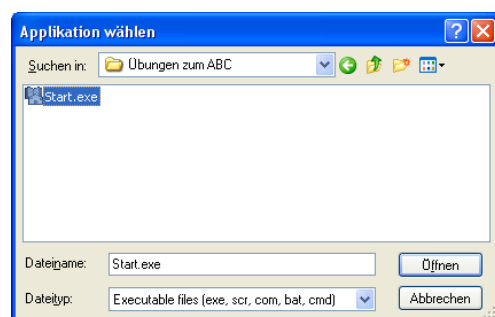 Applikation wählen
Suchen in: Übungen zum ABC
Start.exe
Dateiname: Start.exe Öffnen
Dateityp: Executable files (exe, scr, com, bat, cmd) Abbrechen